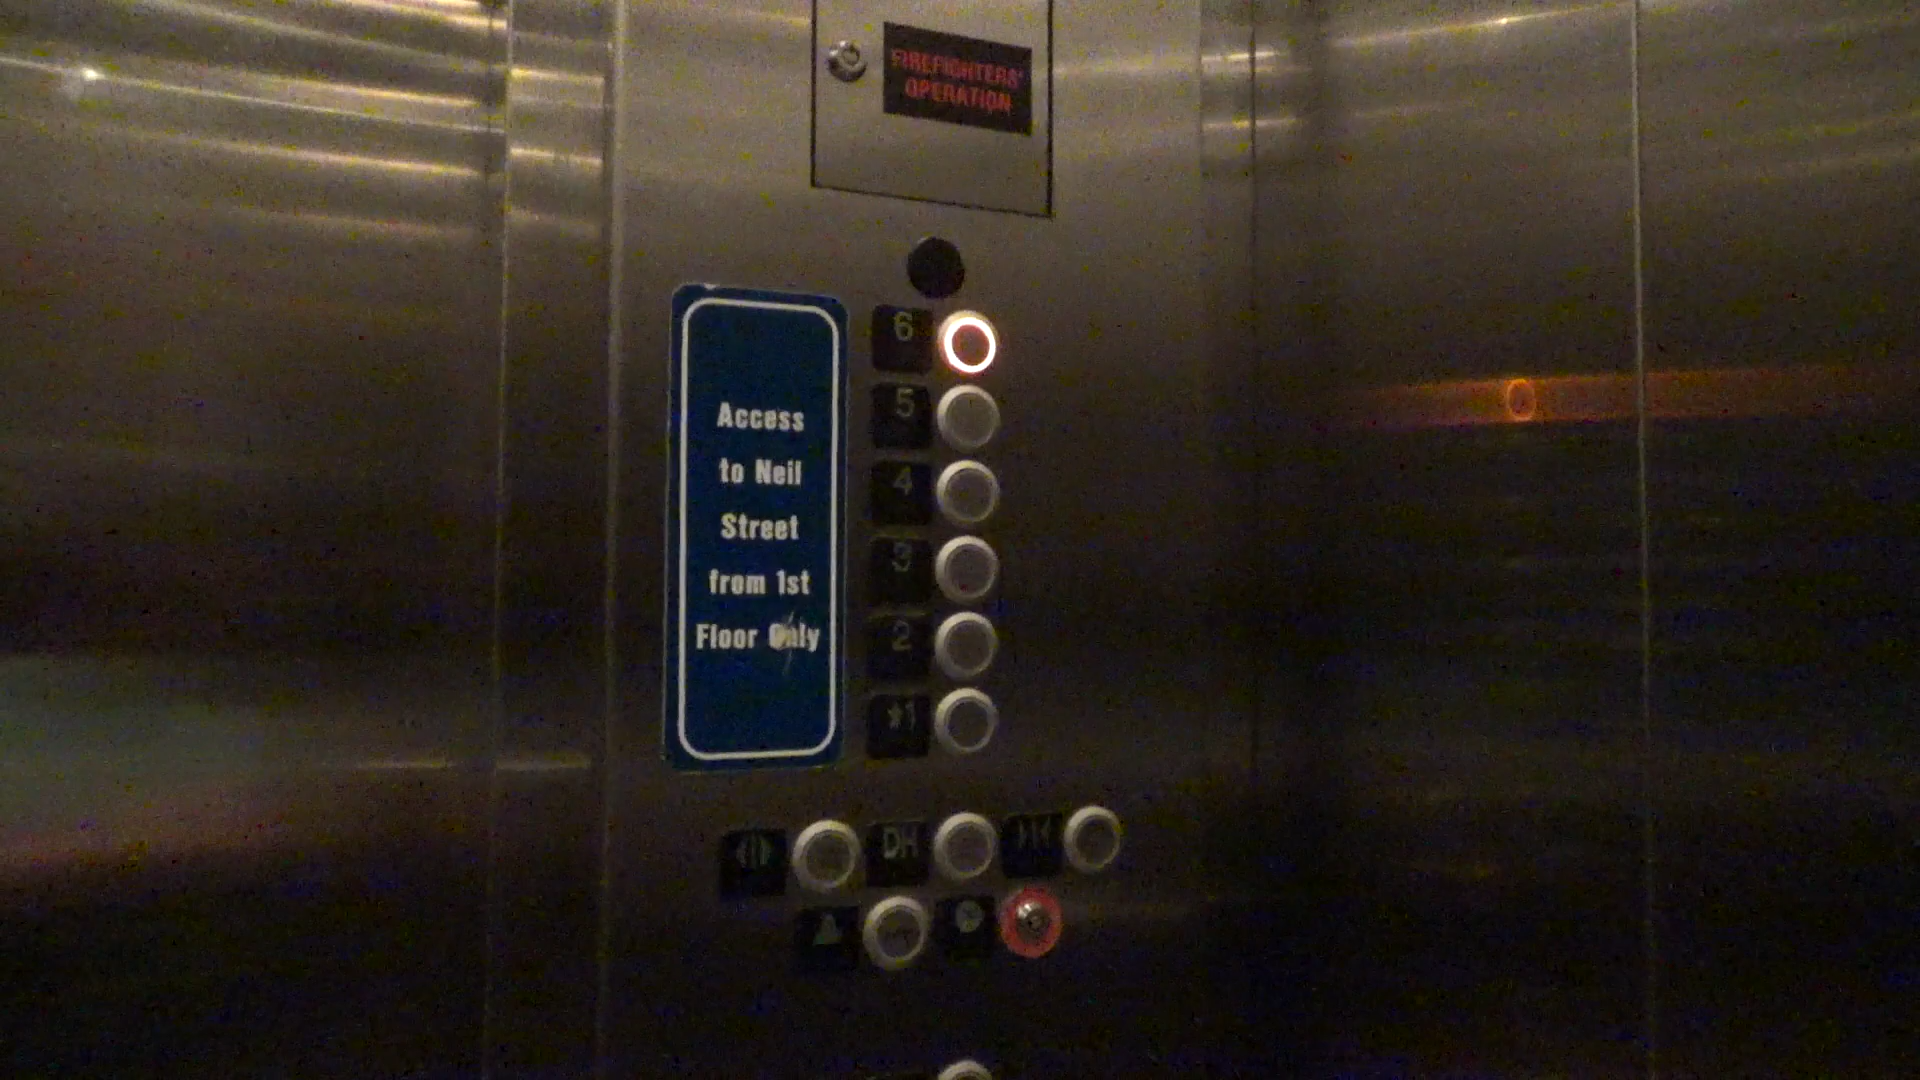 FIREFIGHTERS'
OPERATION
Access
to Neil
Street
from 1st
Floor Only
6
5
4
3
2
*1
DH